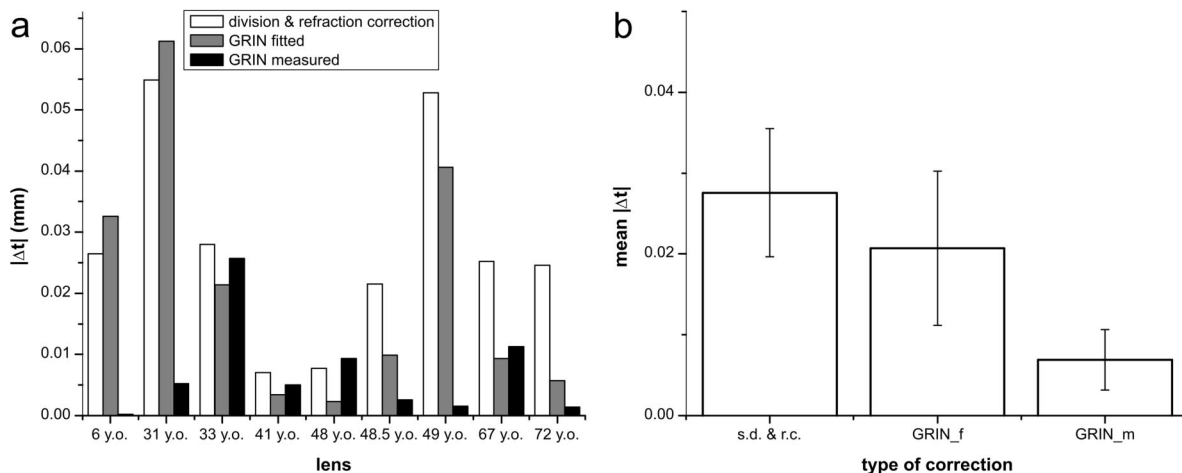 a
division & refraction correction
GRIN fitted
GRIN measured
0.06
0.05
0.04
0.03
0.02
0.01
0.00
|Δt| (mm)
6 y.o. 31 y.o. 33 y.o. 41 y.o. 48 y.o. 48.5 y.o. 49 y.o. 67 y.o. 72 y.o.
lens
b
0.04
0.02
0.00
mean |Δt|
s.d. & r.c. GRIN_f GRIN_m
type of correction